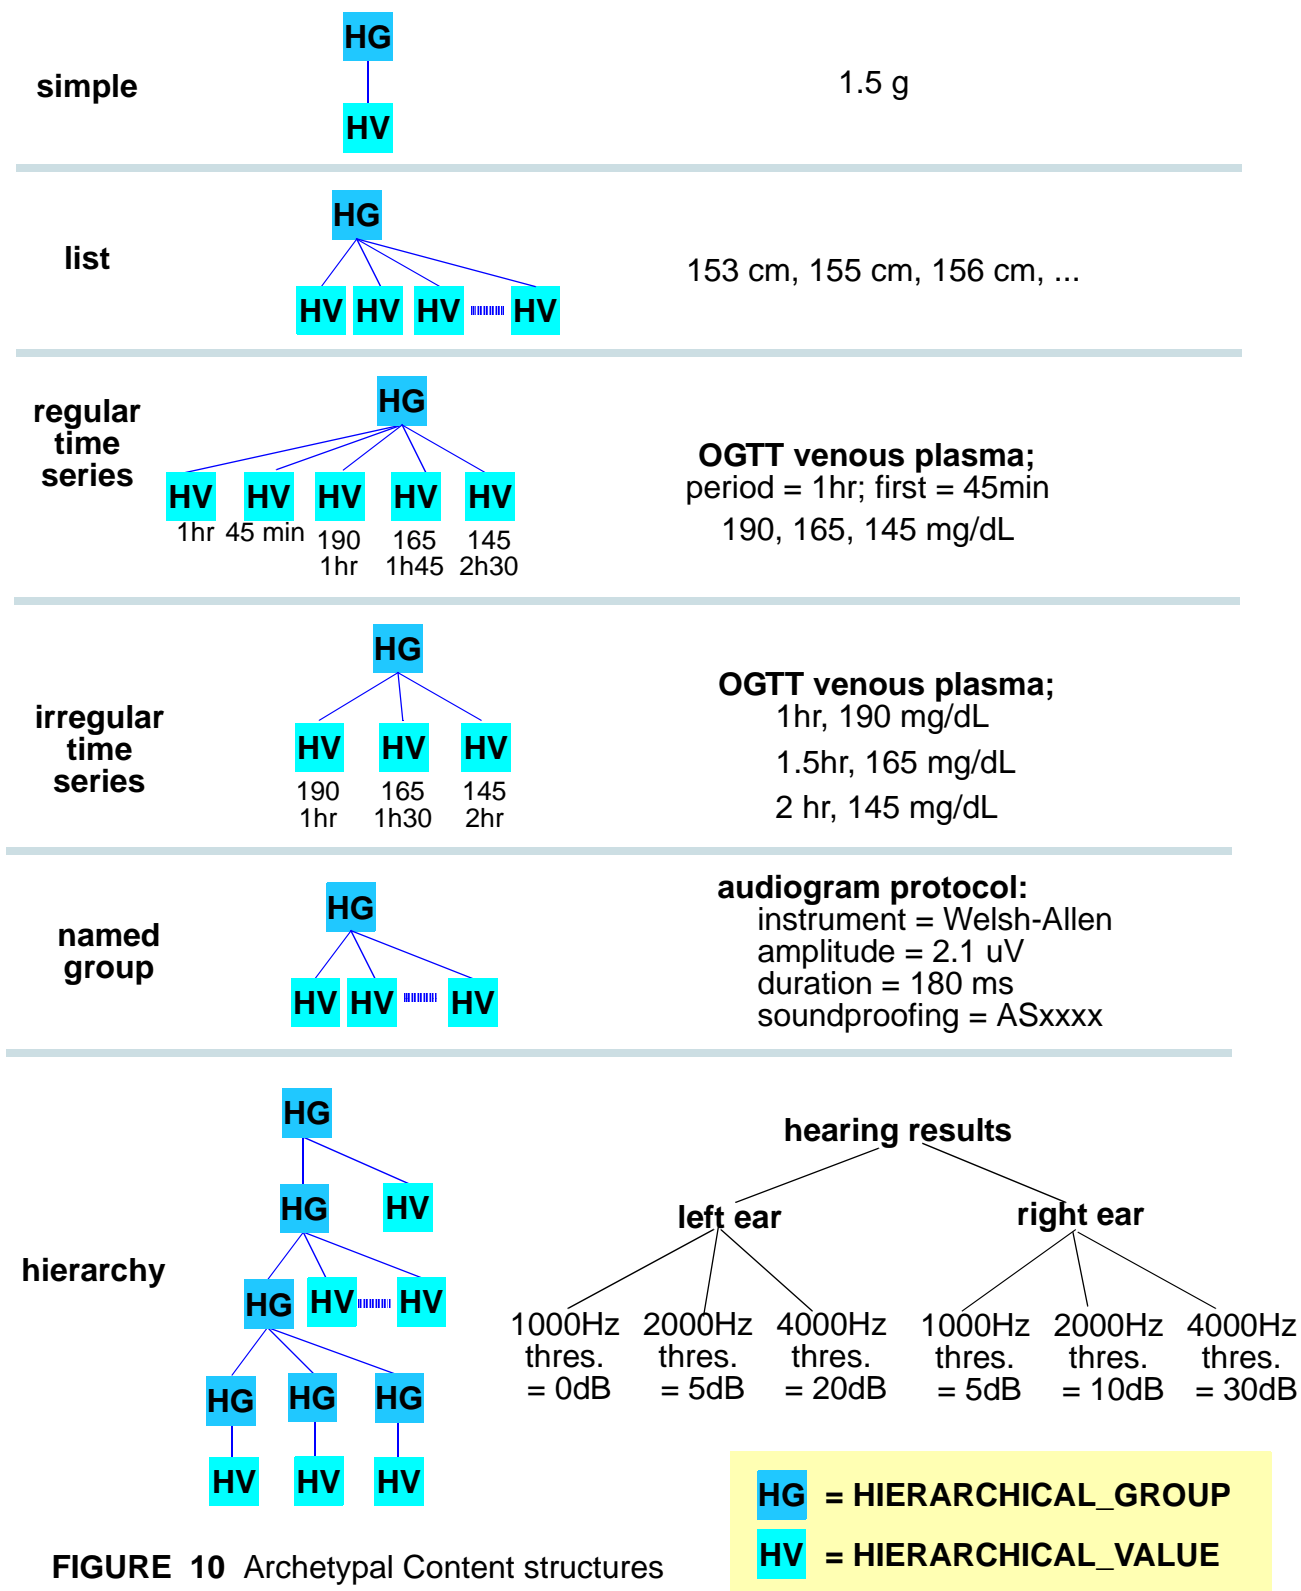 HG
simple
1.5 g
HV
HG
list
153 cm, 155 cm, 156 cm, ...
HV HV HV HV
regular
time
series
HG
HV HV HV HV HV
1hr 45 min 190 165 145
1hr 1h45 2h30
OGTT venous plasma;
period = 1hr; first = 45min
190, 165, 145 mg/dL
irregular
time
series
HG
HV HV HV
190 165 145
1hr 1h30 2hr
OGTT venous plasma;
1hr, 190 mg/dL
1.5hr, 165 mg/dL
2 hr, 145 mg/dL
named
group
HG
HV HV HV
audiogram protocol:
instrument = Welsh-Allen
amplitude = 2.1 uV
duration = 180 ms
soundproofing = ASxxxx
hierarchy
HG
HG HV
HG HV HV
HG HG HG
HV HV HV
hearing results
left ear right ear
1000Hz 2000Hz 4000Hz 1000Hz 2000Hz 4000Hz
thres. thres. thres. thres. thres. thres.
= 0dB = 5dB = 20dB = 5dB = 10dB = 30dB
HG = HIERARCHICAL_GROUP
HV = HIERARCHICAL_VALUE
FIGURE 10 Archetypal Content structures